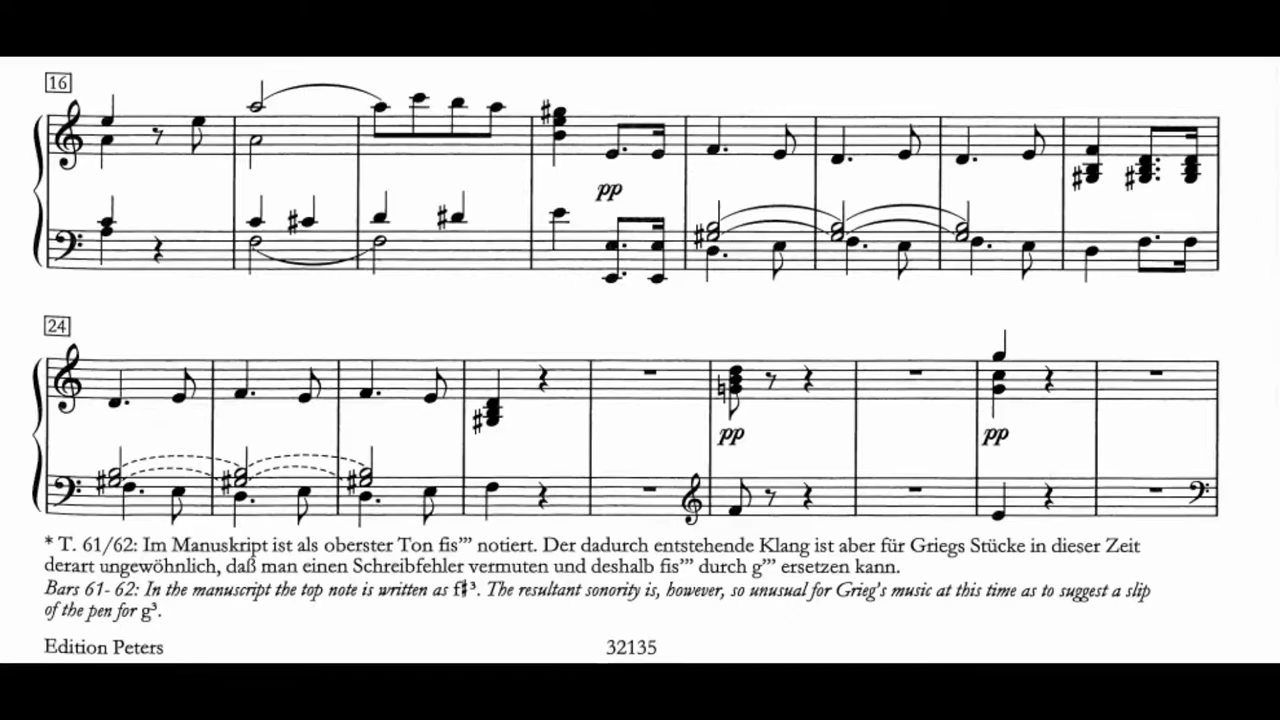 16
pp
24
pp
pp
* T. 61/62: Im Manuskript ist als oberster Ton fis’’’ notiert. Der dadurch entstehende Klang ist aber für Griegs Stücke in dieser Zeit
derart ungewöhnlich, daß man einen Schreibfehler vermuten und deshalb fis’’’ durch g’’’ ersetzen kann.
Bars 61- 62: In the manuscript the top note is written as f♯³. The resultant sonority is, however, so unusual for Grieg's music at this time as to suggest a slip
of the pen for g³.
Edition Peters
32135